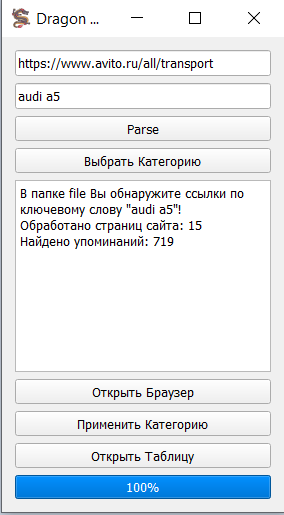 Dragon ...
https://www.avito.ru/all/transport
audi a5
Parse
Выбрать Категорию
В папке file Вы обнаружите ссылки по
ключевому слову "audi a5"!
Обработано страниц сайта: 15
Найдено упоминаний: 719
Открыть Браузер
Применить Категорию
Открыть Таблицу
100%